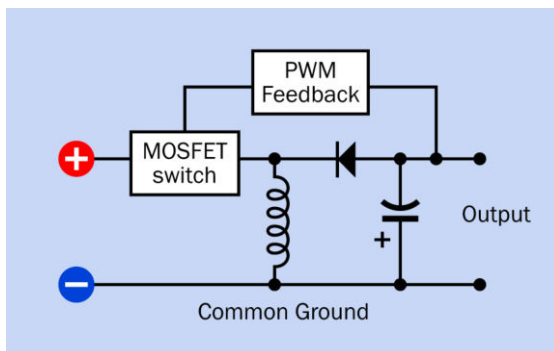 PWM
Feedback
+
MOSFET
switch
−
+
Output
Common Ground